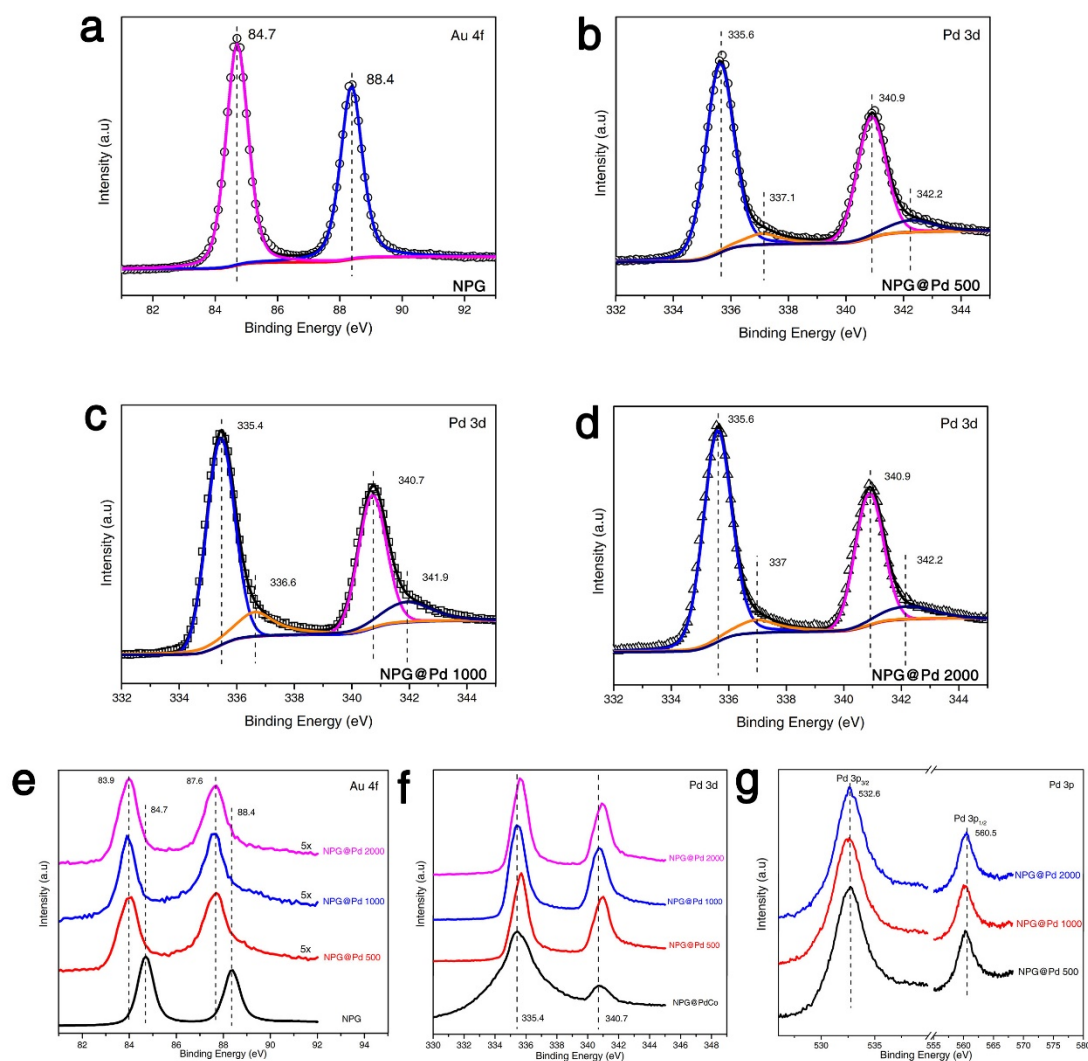 a
84.7
Au 4f
88.4
Intensity (a.u)
NPG
82 84 86 88 90 92
Binding Energy (eV)
b
335.6
Pd 3d
340.9
337.1
342.2
Intensity (a.u)
NPG@Pd 500
332 334 336 338 340 342 344
Binding Energy (eV)
c
335.4
Pd 3d
340.7
336.6
341.9
Intensity (a.u)
NPG@Pd 1000
332 334 336 338 340 342 344
Binding Energy (eV)
d
335.6
Pd 3d
340.9
337
342.2
Intensity (a.u)
NPG@Pd 2000
332 334 336 338 340 342 344
Binding Energy (eV)
e
83.9
87.6
Au 4f
84.7
88.4
5x
NPG@Pd 2000
5x
NPG@Pd 1000
5x
NPG@Pd 500
NPG
Intensity (a.u)
82 84 86 88 90 92 94
Binding Energy (eV)
f
Pd 3d
NPG@Pd 2000
NPG@Pd 1000
NPG@Pd 500
NPG@PdCo
335.4
340.7
Intensity (a.u)
330 332 334 336 338 340 342 344 346 348 350
Binding Energy (eV)
g
Pd 3p3/2
532.6
Pd 3p
Pd 3p1/2
560.5
NPG@Pd 2000
NPG@Pd 1000
NPG@Pd 500
Intensity (a.u)
530 535 555 560 565 570 575 580
Binding Energy (eV)